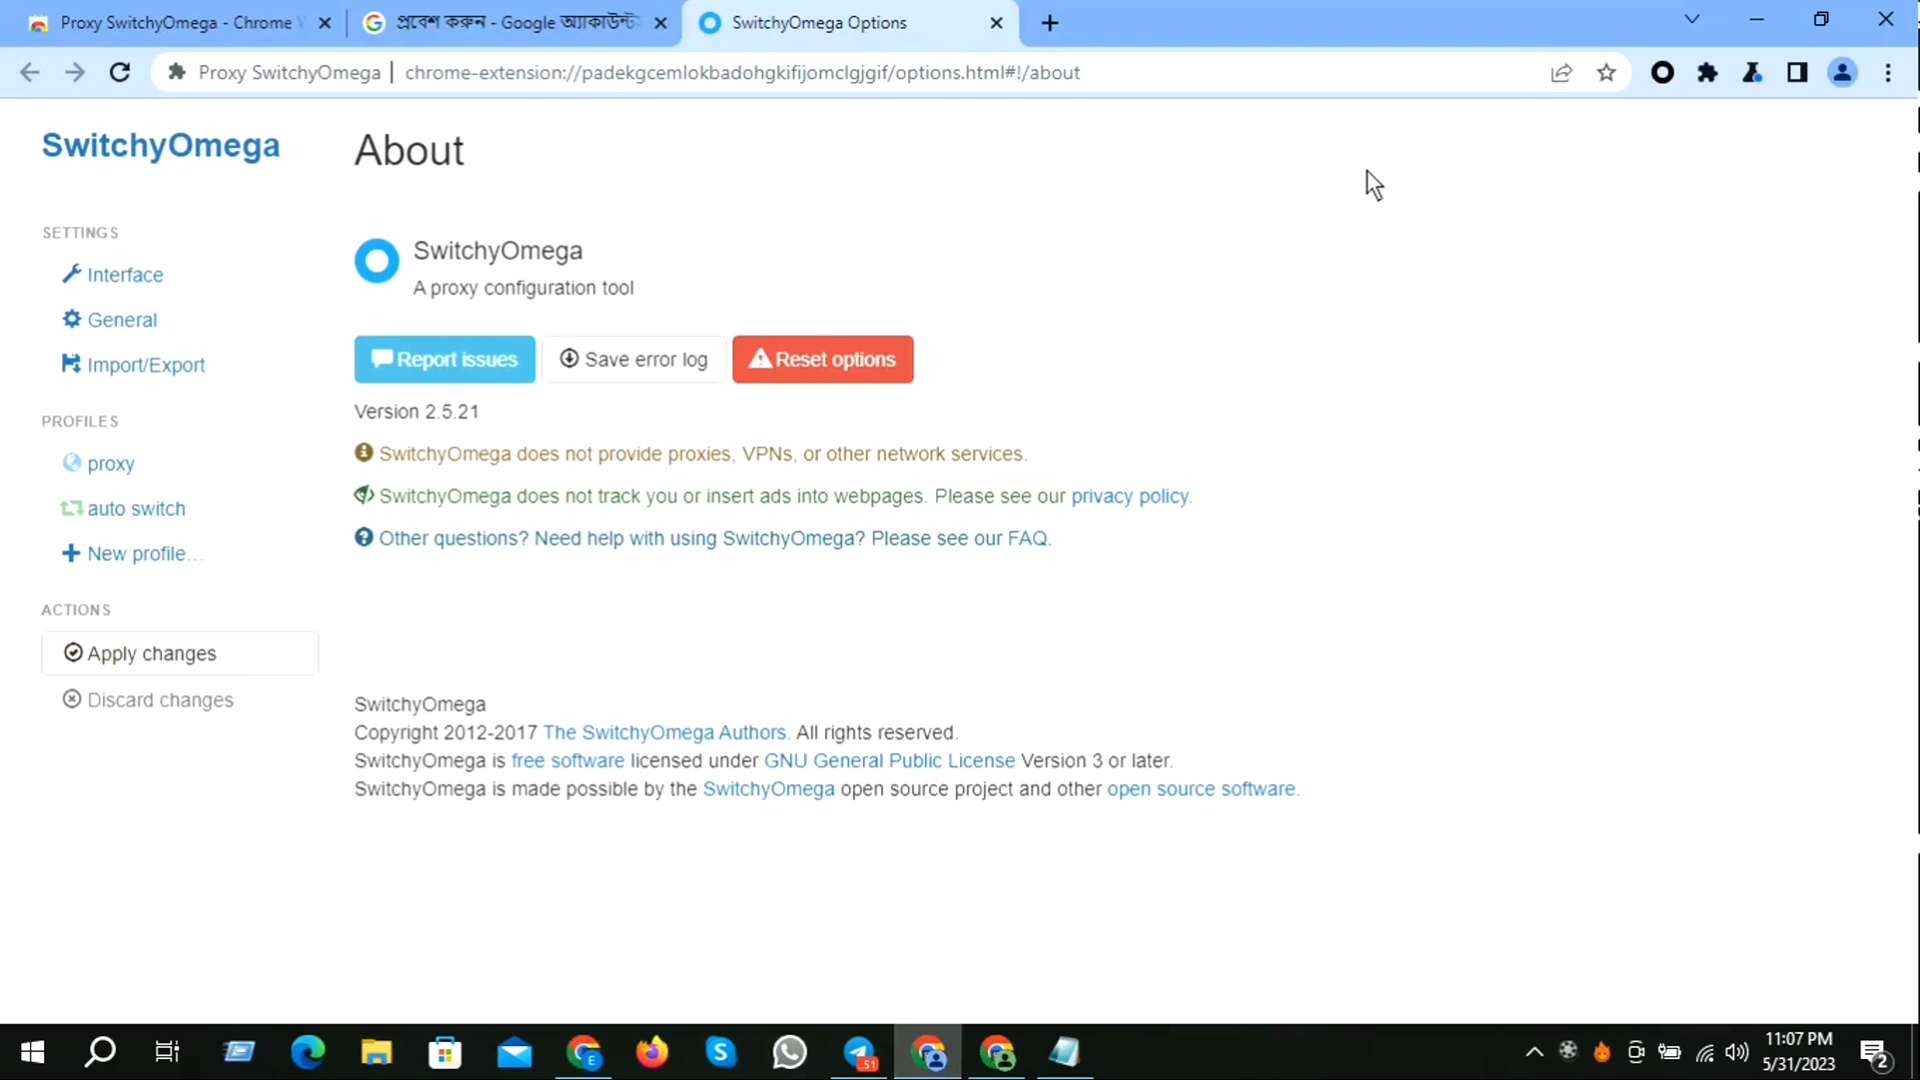 Proxy SwitchyOmega - Chrome
প্রবেশ করুন - Google অ্যাকাউন্ট
SwitchyOmega Options
Proxy SwitchyOmega | chrome-extension://padekgcemlokbadohgkifijomclgjgif/options.html#!/about
SwitchyOmega
About
SETTINGS
Interface
General
Import/Export
PROFILES
proxy
auto switch
New profile...
ACTIONS
Apply changes
Discard changes
SwitchyOmega
A proxy configuration tool
Report issues
Save error log
Reset options
Version 2.5.21
SwitchyOmega does not provide proxies, VPNs, or other network services.
SwitchyOmega does not track you or insert ads into webpages. Please see our privacy policy.
Other questions? Need help with using SwitchyOmega? Please see our FAQ.
SwitchyOmega
Copyright 2012-2017 The SwitchyOmega Authors. All rights reserved.
SwitchyOmega is free software licensed under GNU General Public License Version 3 or later.
SwitchyOmega is made possible by the SwitchyOmega open source project and other open source software.
E
51
11:07 PM
5/31/2023
2